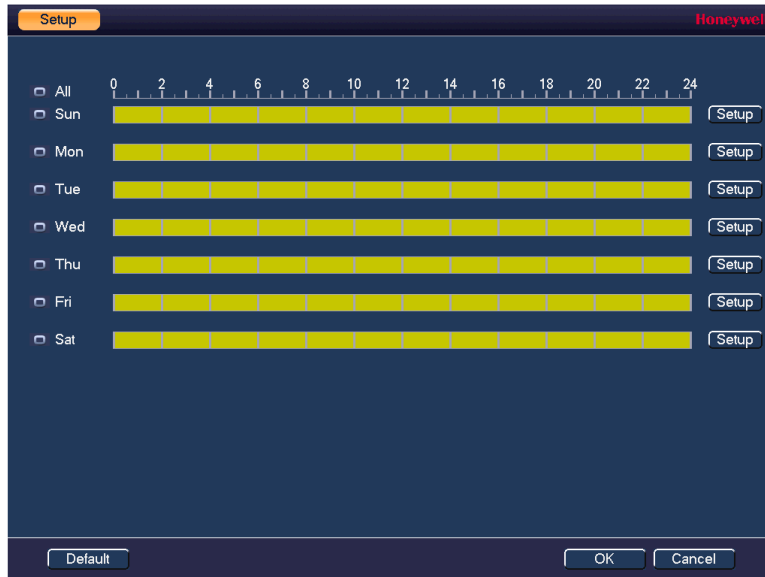 Setup Honeywell
All 0 2 4 6 8 10 12 14 16 18 20 22 24
Sun Setup
Mon Setup
Tue Setup
Wed Setup
Thu Setup
Fri Setup
Sat Setup
Default OK Cancel